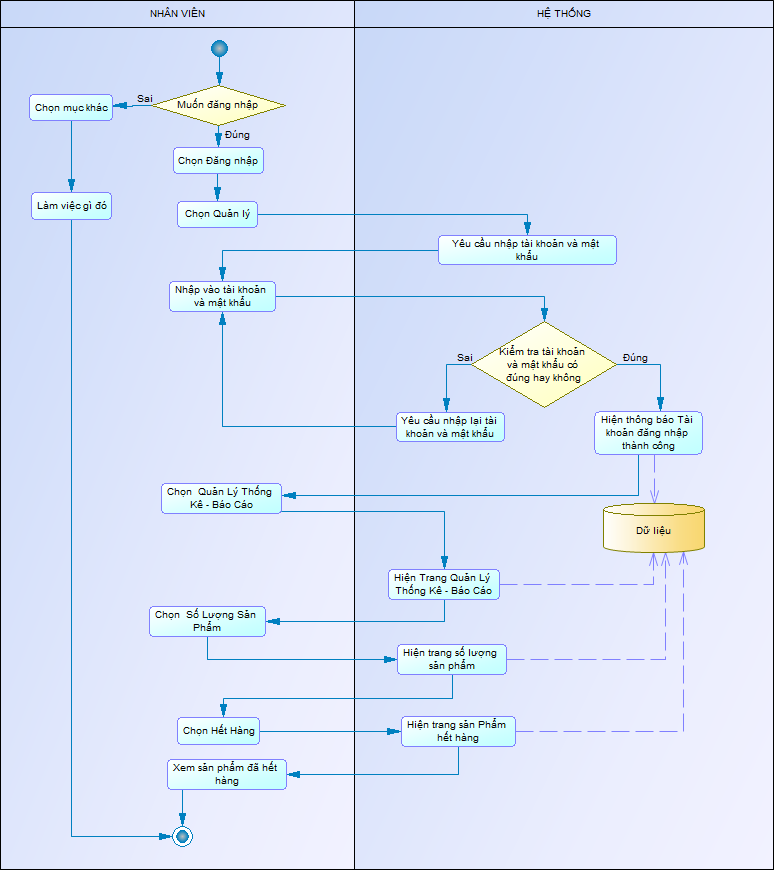 NHÂN VIÊN
HỆ THỐNG
Muốn đăng nhập
Sai
Chọn mục khác
Đúng
Chọn Đăng nhập
Làm việc gì đó
Chọn Quản lý
Yêu cầu nhập tài khoản và mật
khẩu
Nhập vào tài khoản
và mật khẩu
Kiểm tra tài khoản
và mật khẩu có
đúng hay không
Sai
Đúng
Yêu cầu nhập lại tài
khoản và mật khẩu
Hiện thông báo Tài
khoản đăng nhập
thành công
Chọn  Quản Lý Thống
Kê - Báo Cáo
Dữ liệu
Hiện Trang Quản Lý
Thống Kê - Báo Cáo
Chọn  Số Lượng Sản
Phẩm
Hiện trang số lượng
sản phẩm
Chọn Hết Hàng
Hiện trang sản Phẩm
hết hàng
Xem sản phẩm đã hết
hàng